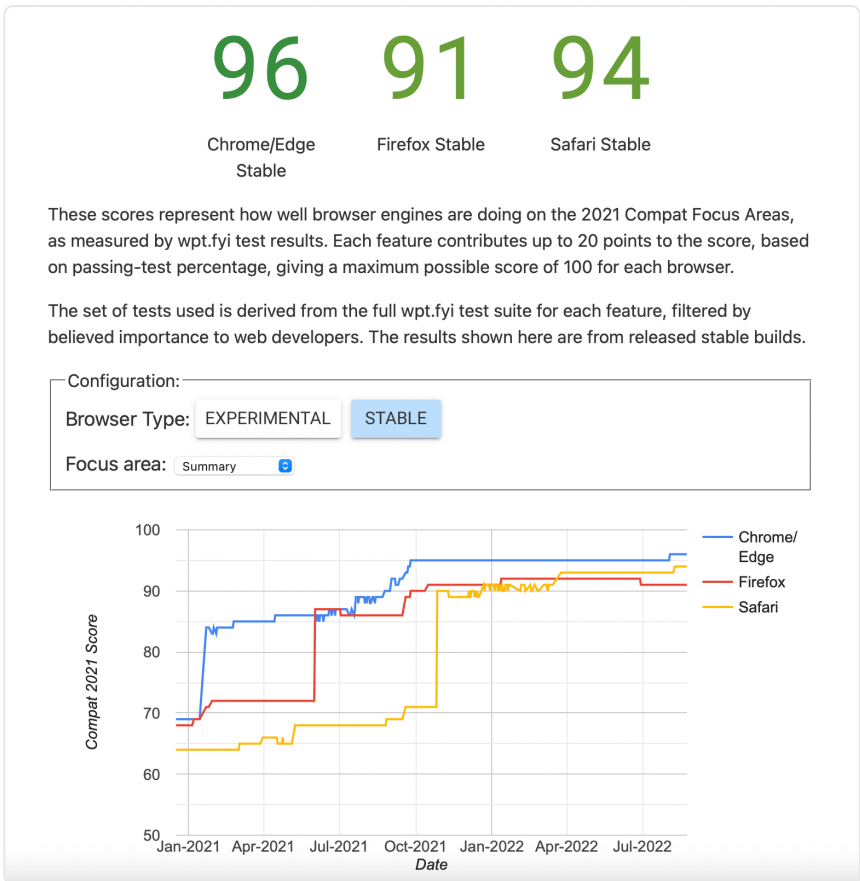 96 91 94
Chrome/Edge Stable Firefox Stable Safari Stable
These scores represent how well browser engines are doing on the 2021 Compat Focus Areas,
as measured by wpt.fyi test results. Each feature contributes up to 20 points to the score, based
on passing-test percentage, giving a maximum possible score of 100 for each browser.
The set of tests used is derived from the full wpt.fyi test suite for each feature, filtered by
believed importance to web developers. The results shown here are from released stable builds.
Configuration:
Browser Type: EXPERIMENTAL STABLE
Focus area: Summary
100
90
80
70
60
50
Compat 2021 Score
Jan-2021 Apr-2021 Jul-2021 Oct-2021 Jan-2022 Apr-2022 Jul-2022
Date
Chrome/
Edge
Firefox
Safari